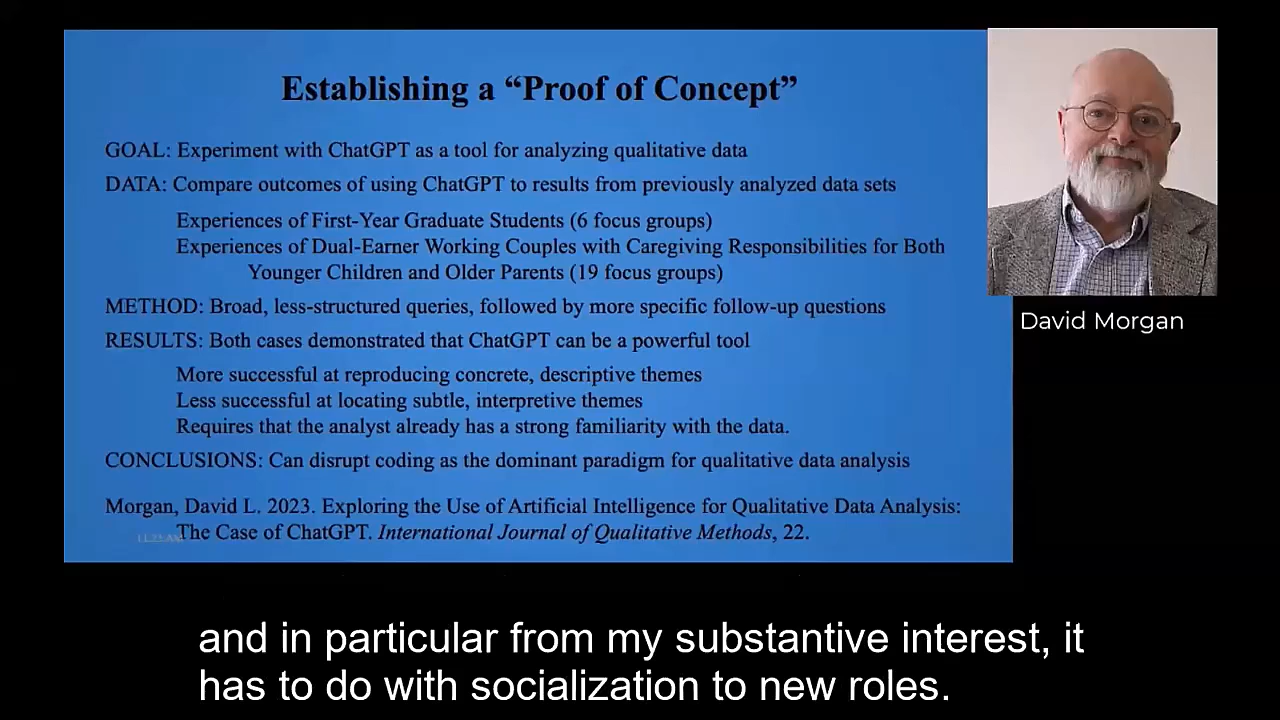 Establishing a “Proof of Concept”
GOAL: Experiment with ChatGPT as a tool for analyzing qualitative data
DATA: Compare outcomes of using ChatGPT to results from previously analyzed data sets
Experiences of First-Year Graduate Students (6 focus groups)
Experiences of Dual-Earner Working Couples with Caregiving Responsibilities for Both
Younger Children and Older Parents (19 focus groups)
METHOD: Broad, less-structured queries, followed by more specific follow-up questions
RESULTS: Both cases demonstrated that ChatGPT can be a powerful tool
More successful at reproducing concrete, descriptive themes
Less successful at locating subtle, interpretive themes
Requires that the analyst already has a strong familiarity with the data.
CONCLUSIONS: Can disrupt coding as the dominant paradigm for qualitative data analysis
Morgan, David L. 2023. Exploring the Use of Artificial Intelligence for Qualitative Data Analysis:
The Case of ChatGPT. International Journal of Qualitative Methods, 22.
David Morgan
and in particular from my substantive interest, it
has to do with socialization to new roles.